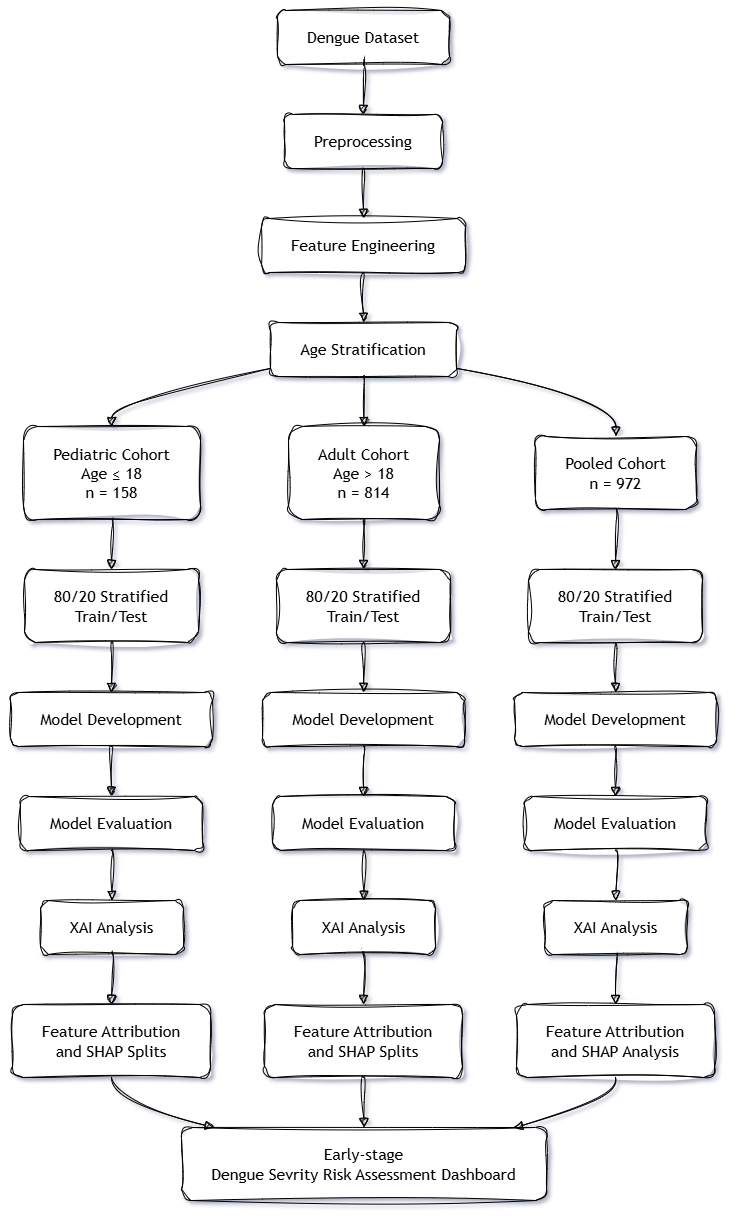 Dengue Dataset
Preprocessing
Feature Engineering
Age Stratification
Pediatric Cohort
Age ≤ 18
n = 158
Adult Cohort
Age > 18
n = 814
Pooled Cohort
n = 972
80/20 Stratified
Train/Test
80/20 Stratified
Train/Test
80/20 Stratified
Train/Test
Model Development
Model Development
Model Development
Model Evaluation
Model Evaluation
Model Evaluation
XAI Analysis
XAI Analysis
XAI Analysis
Feature Attribution
and SHAP Splits
Feature Attribution
and SHAP Splits
Feature Attribution
and SHAP Analysis
Early-stage
Dengue Sevrity Risk Assessment Dashboard